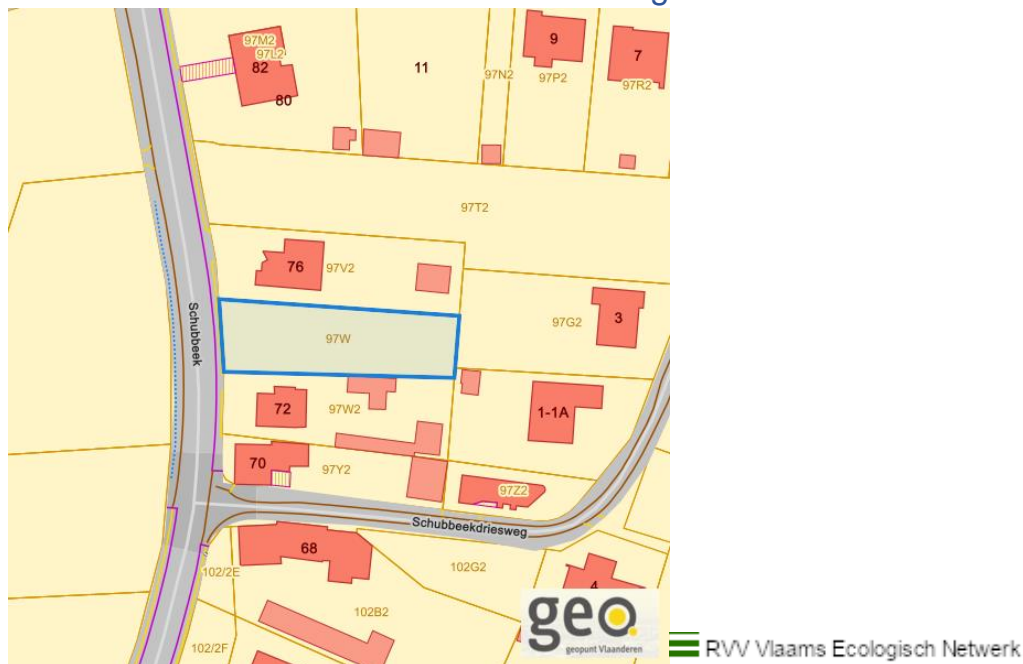 9
97M2
97L2
82
11
97N2
97P2
7
97R2
80
97T2
76
97V2
97G2
3
Schubbeek
97W
72
97W2
1-1A
70
97Y2
97Z2
Schubbeekdriesweg
68
102/2E
102G2
4
102B2
102/2F
geo
geopunt Vlaanderen
RVV Vlaams Ecologisch Netwerk